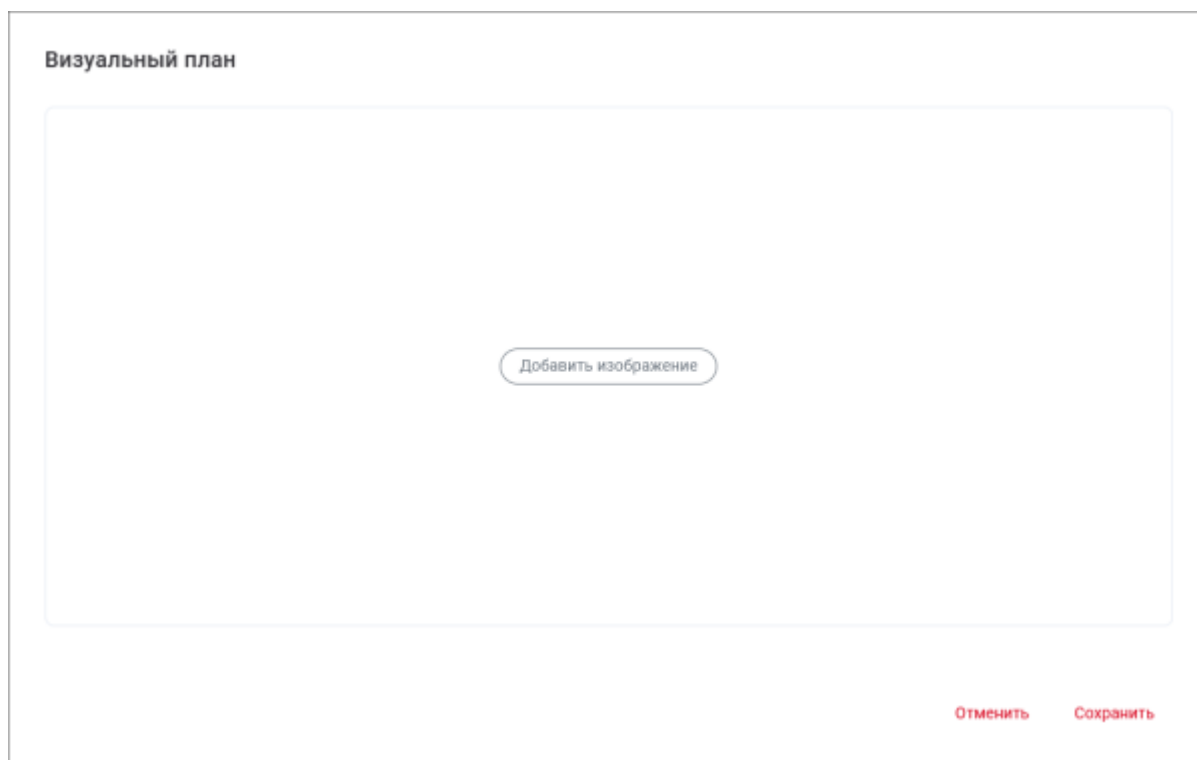 Визуальный план
Добавить изображение
Отменить Сохранить